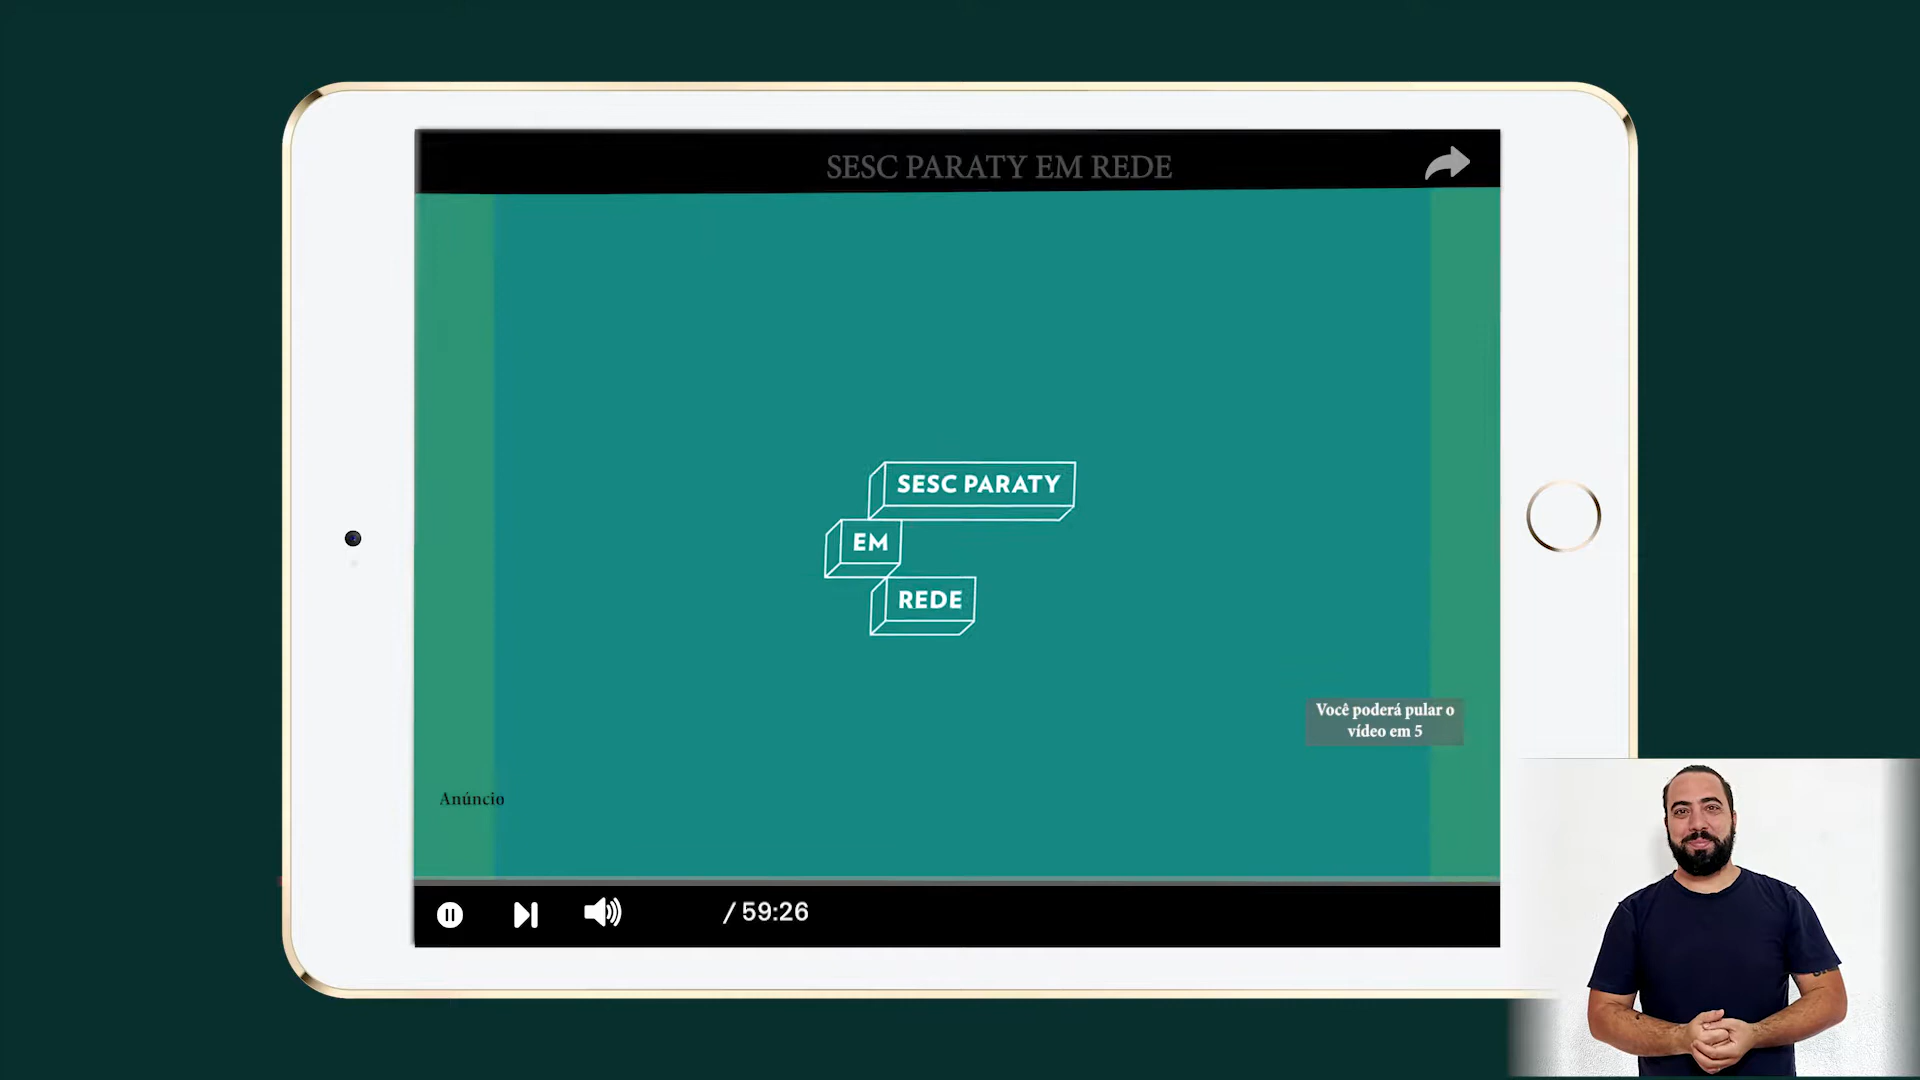 SESC PARATY EM REDE
SESC PARATY
EM
REDE
Você poderá pular o
vídeo em 5
Anúncio
/ 59:26